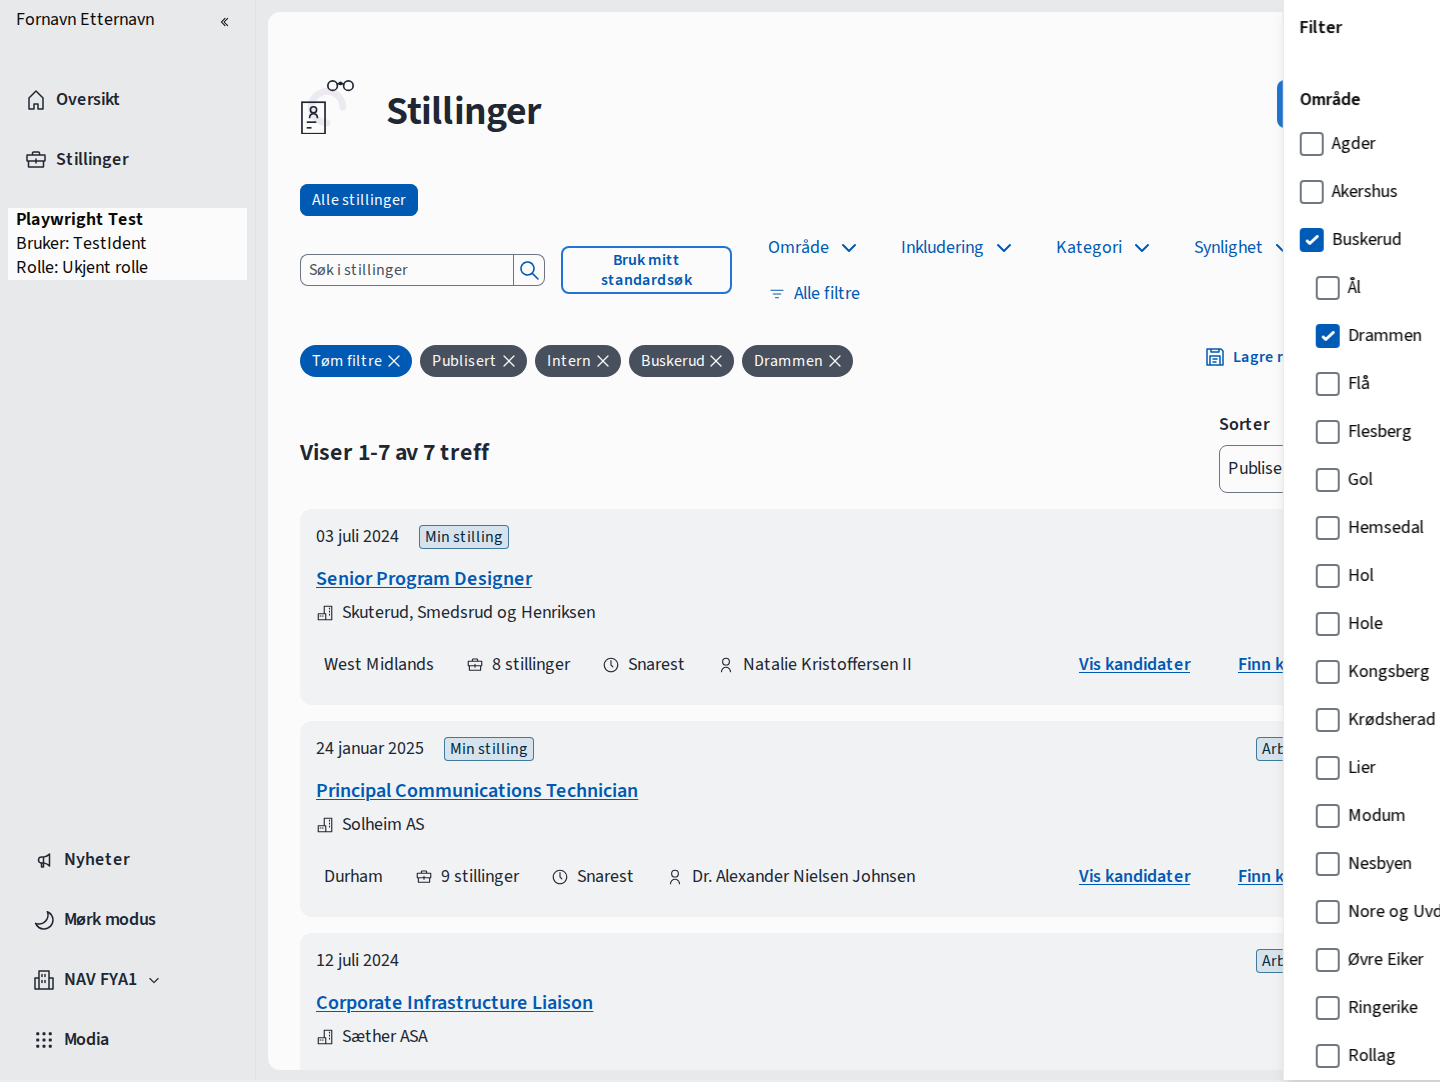 Fornavn Etternavn
Oversikt
Stillinger
Playwright Test
Bruker: TestIdent
Rolle: Ukjent rolle
Nyheter
Mørk modus
NAV FYA1
Media
Stillinger
Alle stillinger
Søk i stillinger
Bruk mitt
standardsøk
Område
Inkludering
Kategori
Synlighet
Alle filtre
Tøm filtre
Publisert
Intern
Buskerud
Drammen
Lagre
Viser 1-7 av 7 treff
Sorter
Publise
03 juli 2024
Min stilling
Senior Program Designer
Skuterud, Smedsrud og Henriksen
West Midlands
8 stillinger
Snarest
Natalie Kristoffersen II
Vis kandidater
Finn k
24 januar 2025
Min stilling
Arb
Principal Communications Technician
Solheim AS
Durham
9 stillinger
Snarest
Dr. Alexander Nielsen Johnsen
Vis kandidater
Finn k
12 juli 2024
Arb
Corporate Infrastructure Liaison
Sæther ASA
Filter
Område
Agder
Akershus
Buskerud
Ål
Drammen
Flå
Flesberg
Gol
Hemsedal
Hol
Hole
Kongsberg
Krødsherad
Lier
Modum
Nesbyen
Nore og Uvd
Øvre Eiker
Ringerike
Rollag